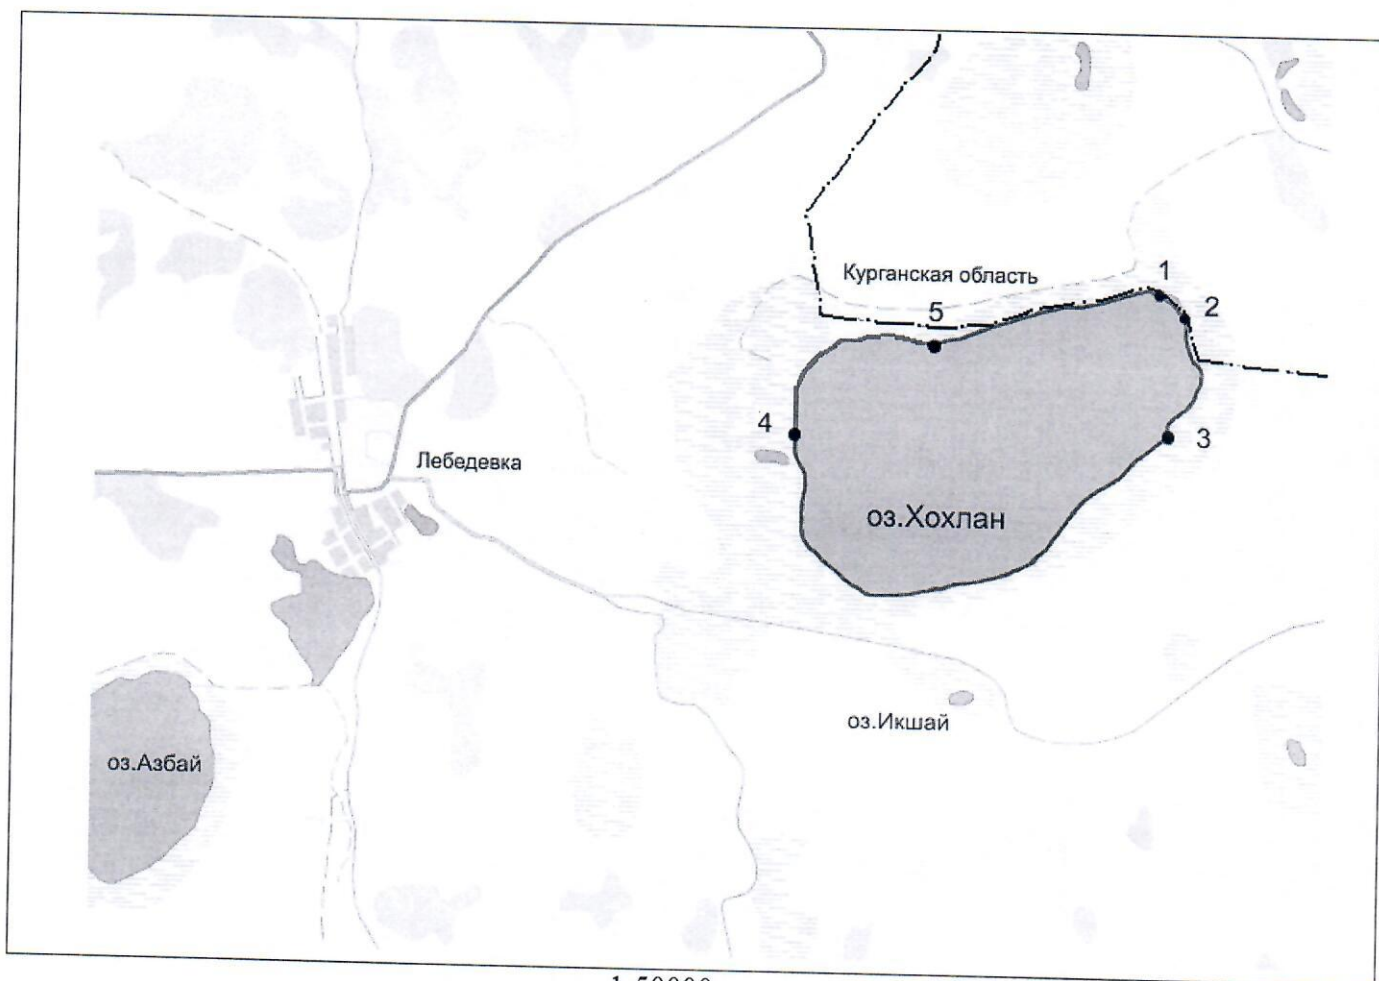 Курганская область
1
2
5
4
3
Лебедевка
оз.Хохлан
оз.Икшай
оз.Азбай